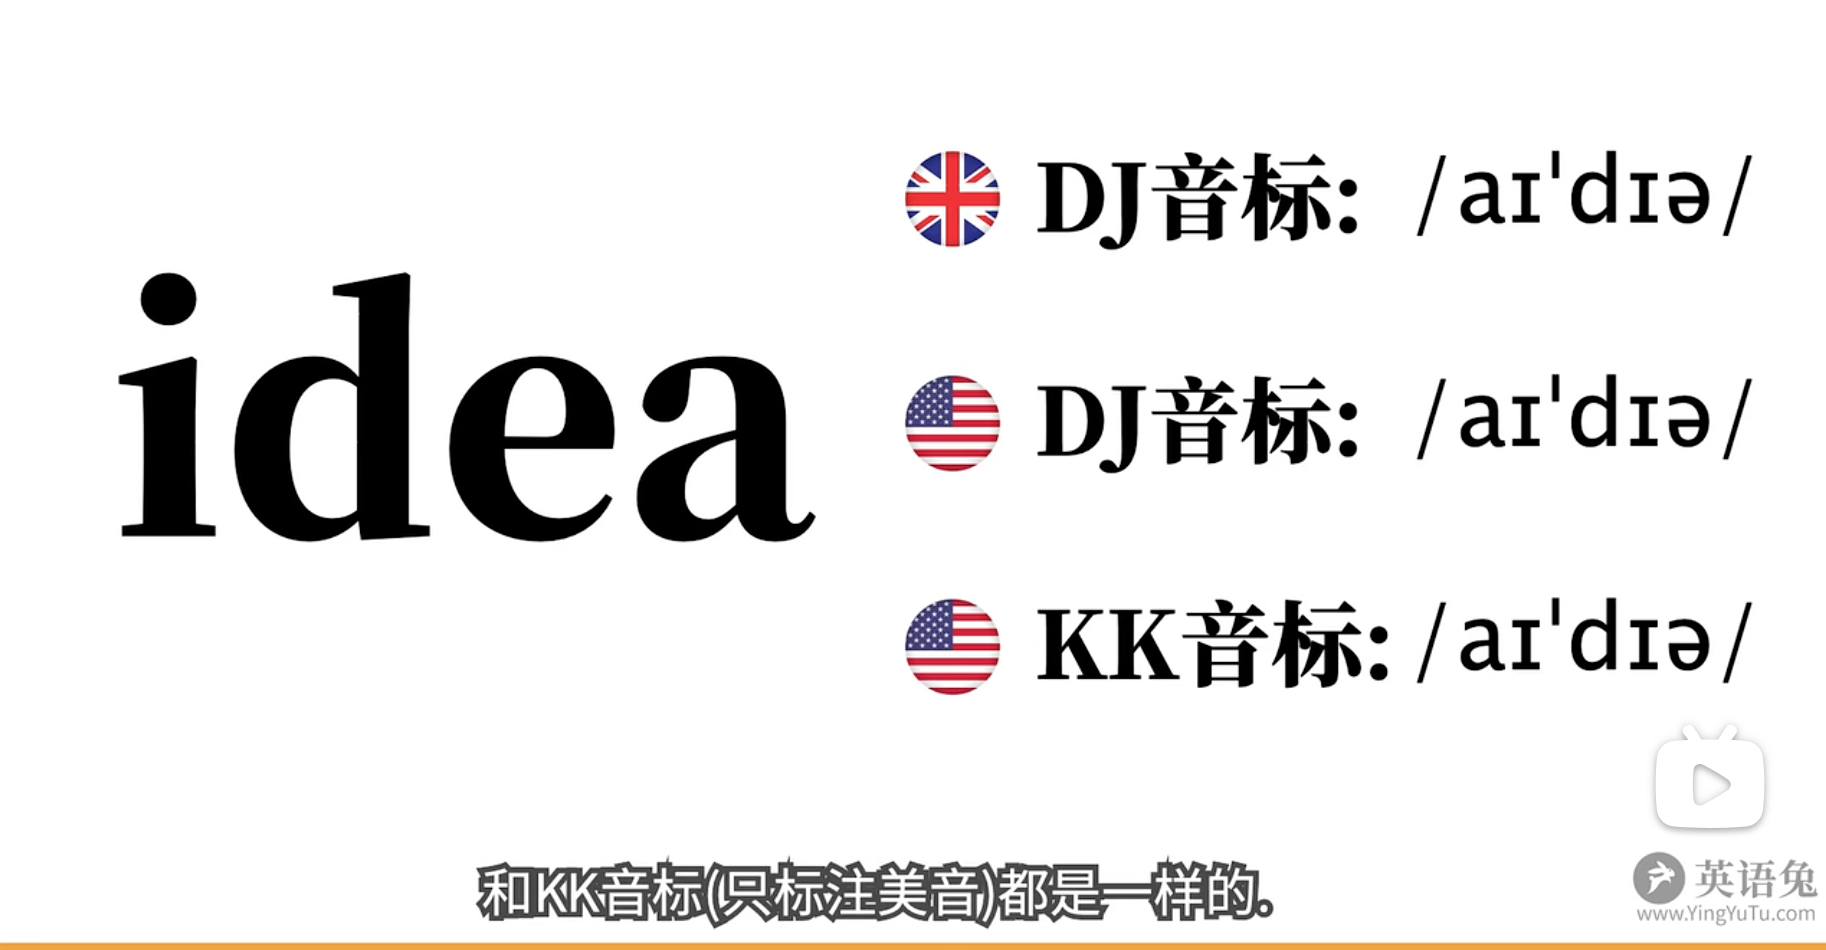 idea
DJ音标: /aɪˈdɪə/
DJ音标: /aɪˈdɪə/
KK音标: /aɪˈdɪə/
和KK音标(只标注美音)都是一样的.
英语兔
www.YingYuTu.com